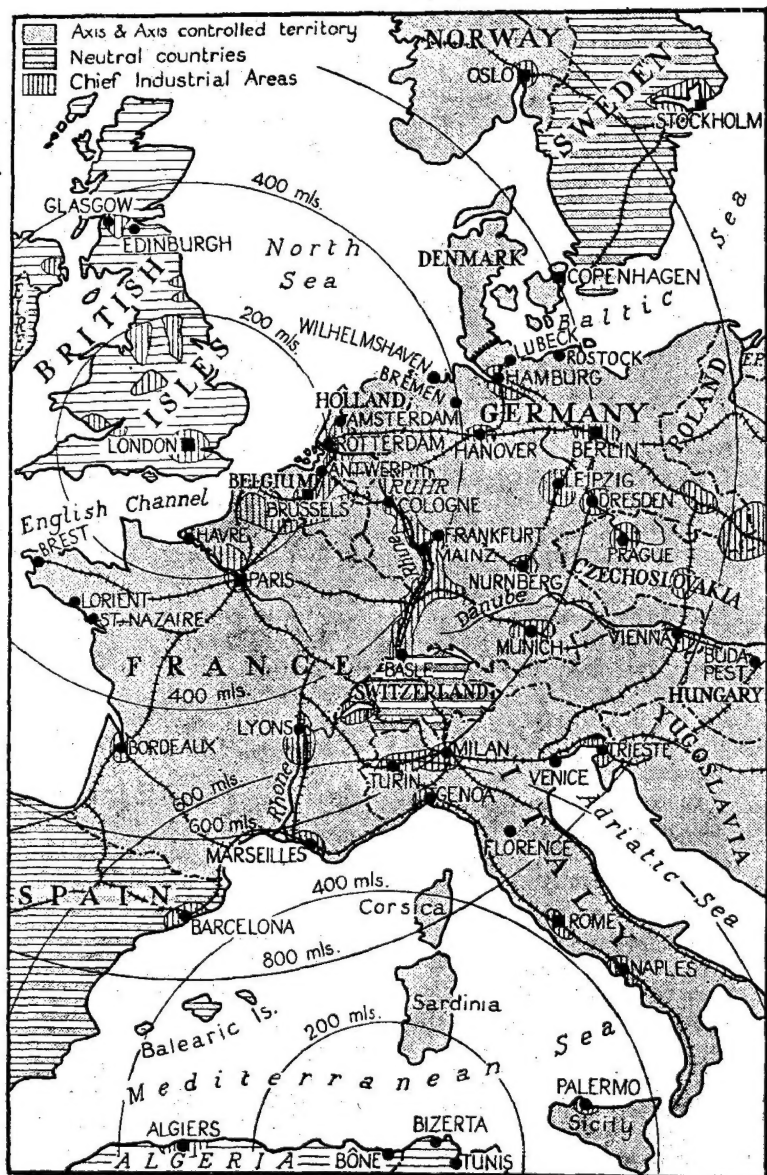 Axis & Axis controlled territory
Neutral countries
Chief Industrial Areas
NORWAY
OSLO
SWEDEN
STOCKHOLM
400 mls.
GLASGOW
EDINBURGH
North
Sea
DENMARK
COPENHAGEN
Baltic
Sea
EIRE
BRITISH
ISLES
200 mls.
WILHELMSHAVEN
LUBECK
ROSTOCK
BREMEN
HAMBURG
E.P.
POLAND
HOLLAND
AMSTERDAM
GERMANY
LONDON
ROTTERDAM
HANOVER
BERLIN
ANTWERP
RUHR
LEIPZIG
BELGIUM
BRUSSELS
COLOGNE
DRESDEN
English Channel
HAVRE
FRANKFURT
MAINZ
PRAGUE
BREST
Rhine
NURNBERG
CZECHOSLOVAKIA
PARIS
LORIENT
ST NAZAIRE
Danube
MUNICH
VIENNA
BUDA
PEST
FRANCE
BASLE
SWITZERLAND
HUNGARY
400 mls.
YUGOSLAVIA
LYONS
BORDEAUX
MILAN
TRIESTE
TURIN
VENICE
600 mls.
Rhone
GENOA
ITALY
600 mls.
MARSEILLES
FLORENCE
Adriatic Sea
SPAIN
400 mls.
Corsica
BARCELONA
ROME
800 mls.
NAPLES
Balearic Is.
200 mls.
Sardinia
Sea
Mediterranean
PALERMO
Sicity
ALGIERS
BIZERTA
ALGERIA
BÔNE
TUNIS